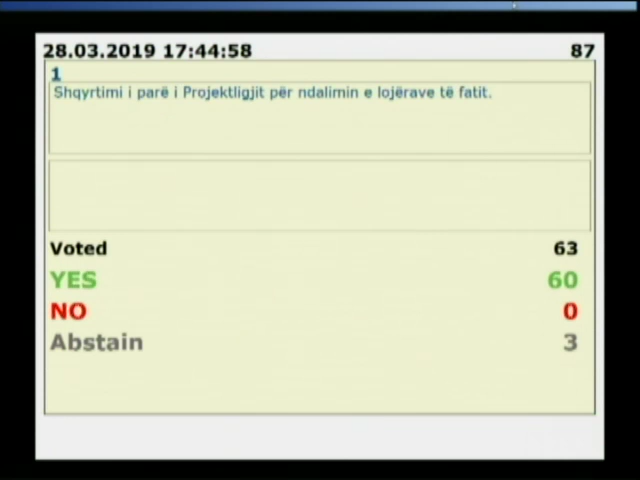 28.03.2019 17:44:58 87
1
Shqyrtimi i parë i Projektligjit për ndalimin e lojërave të fatit.
Voted 63
YES 60
NO 0
Abstain 3